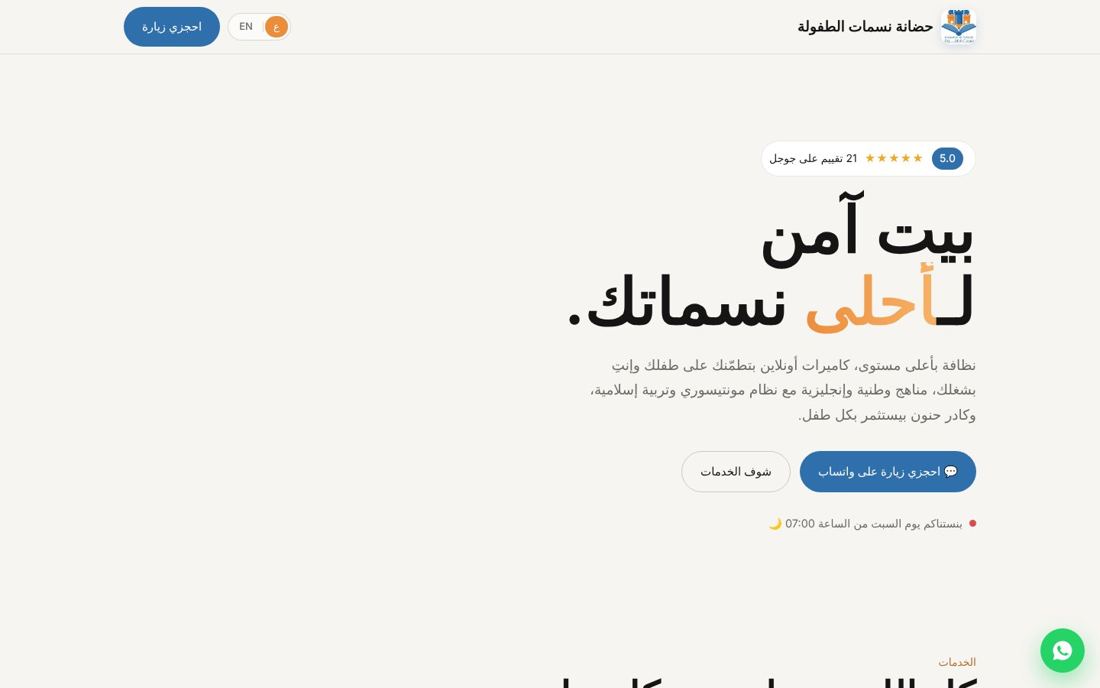 حضانة نسمات الطفولة
ع
EN
احجزي زيارة
5.0 ★★★★★ 21 تقييم على جوجل
بيت آمن
لـأحلى نسماتك.
نظافة بأعلى مستوى، كاميرات أونلاين بتطمّنك على طفلك وإنتِ
بشغلك، مناهج وطنية وإنجليزية مع نظام مونتيسوري وتربية إسلامية،
وكادر حنون بيستثمر بكل طفل.
💬 احجزي زيارة على واتساب
شوف الخدمات
بنستناكم يوم السبت من الساعة 07:00 🌙
الخدمات